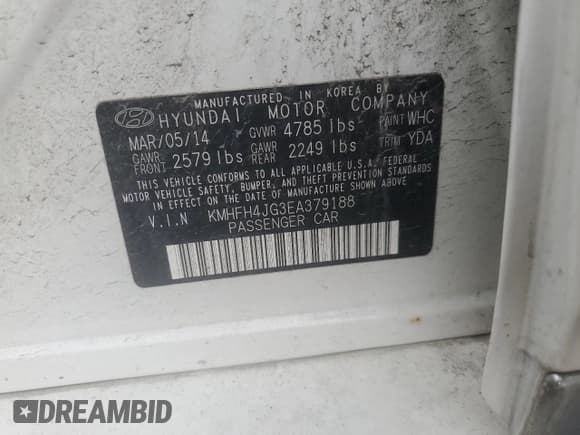 MANUFACTURED IN KOREA BY
HYUNDAI MOTOR COMPANY
MAR/05/14 GVWR 4785 lbs PAINT WHC
GAWR FRONT 2579 lbs GAWR REAR 2249 lbs TRIM YDA
THIS VEHICLE CONFORMS TO ALL APPLICABLE U.S.A. FEDERAL
MOTOR VEHICLE SAFETY, BUMPER, AND THEFT PREVENTION STANDARDS
IN EFFECT ON THE DATE OF MANUFACTURE SHOWN ABOVE.
V.I.N KMHFH4JG3EA379188
PASSENGER CAR
DREAMBID